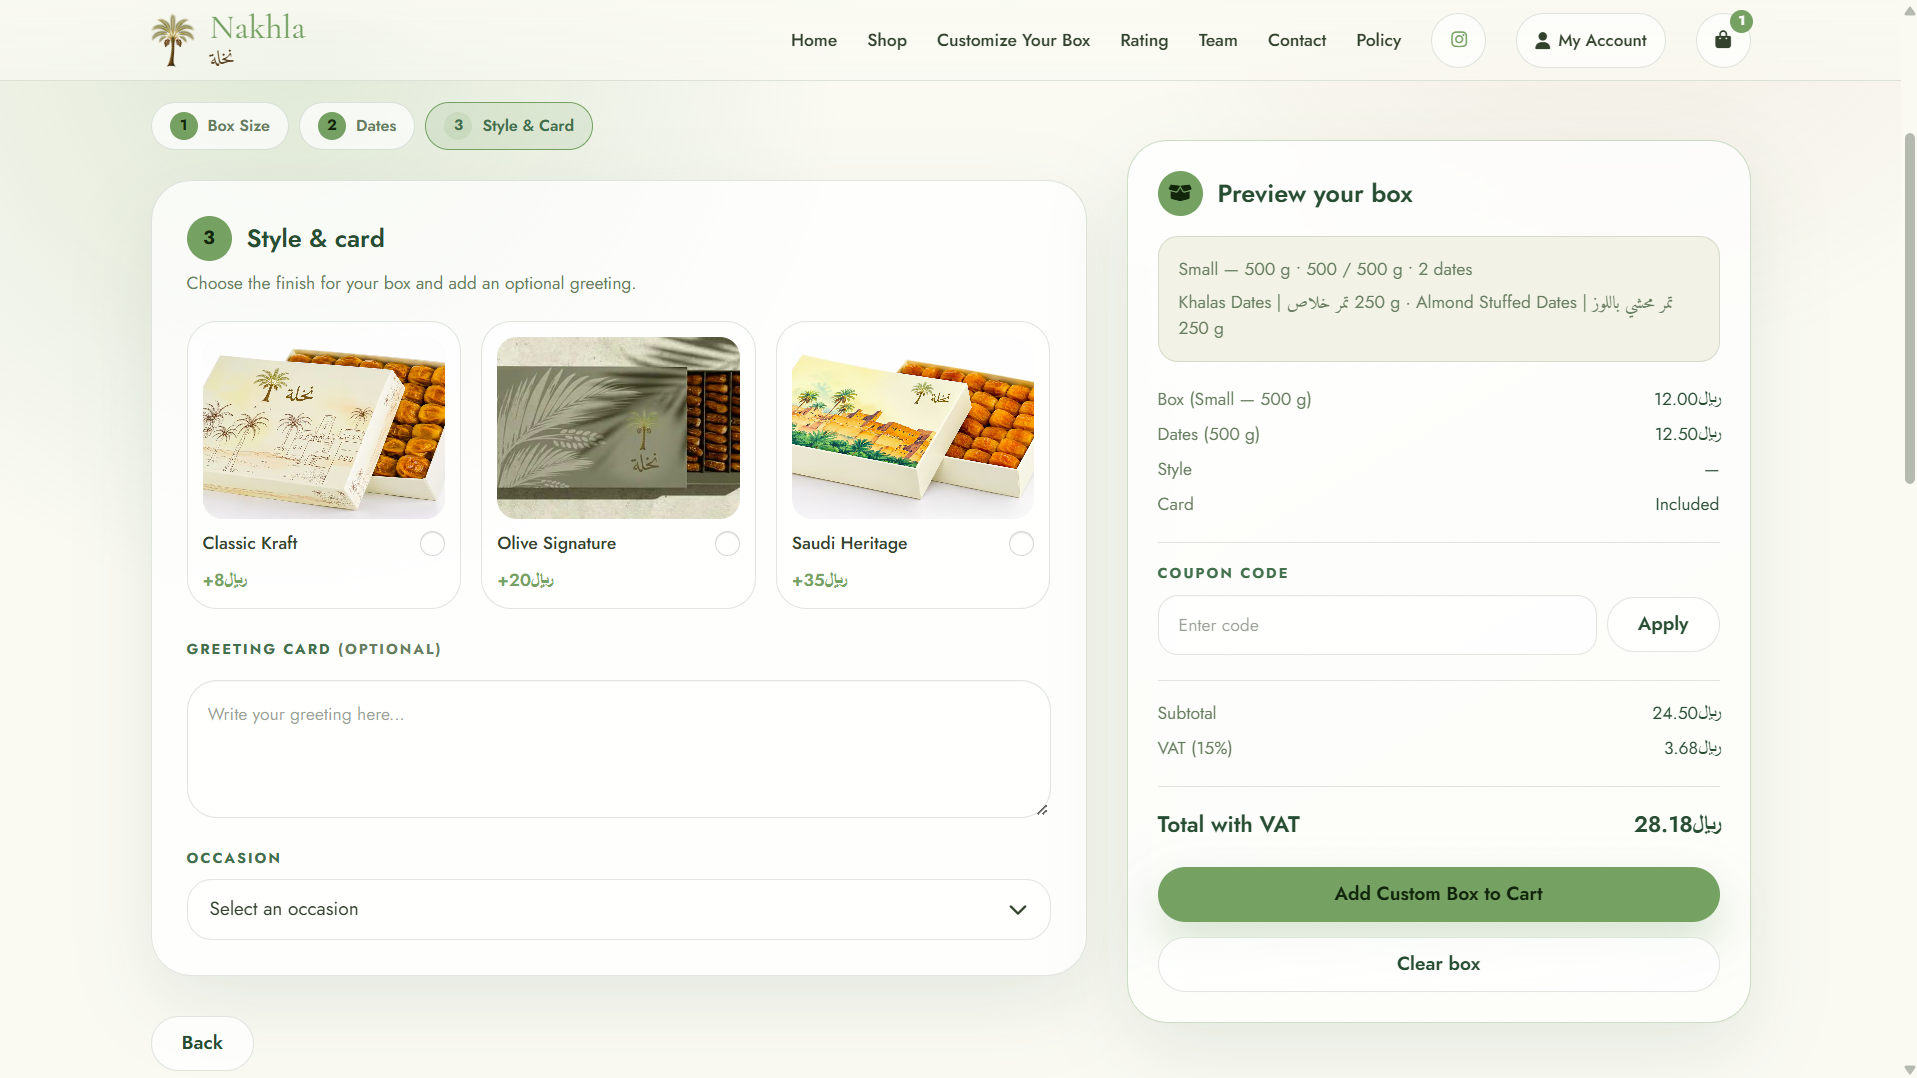 Nakhla
نخلة
Home
Shop
Customize Your Box
Rating
Team
Contact
Policy
My Account
1
1 Box Size
2 Dates
3 Style & Card
3 Style & card
Choose the finish for your box and add an optional greeting.
نخلة
نخلة
نخلة
Classic Kraft
+8ريال
Olive Signature
+20ريال
Saudi Heritage
+35ريال
GREETING CARD (OPTIONAL)
Write your greeting here...
OCCASION
Select an occasion
Back
Preview your box
Small — 500 g · 500 / 500 g · 2 dates
Khalas Dates | تمر خلاص 250 g · Almond Stuffed Dates | تمر محشي باللوز
250 g
Box (Small — 500 g) 12.00ريال
Dates (500 g) 12.50ريال
Style —
Card Included
COUPON CODE
Enter code
Apply
Subtotal 24.50ريال
VAT (15%) 3.68ريال
Total with VAT 28.18ريال
Add Custom Box to Cart
Clear box